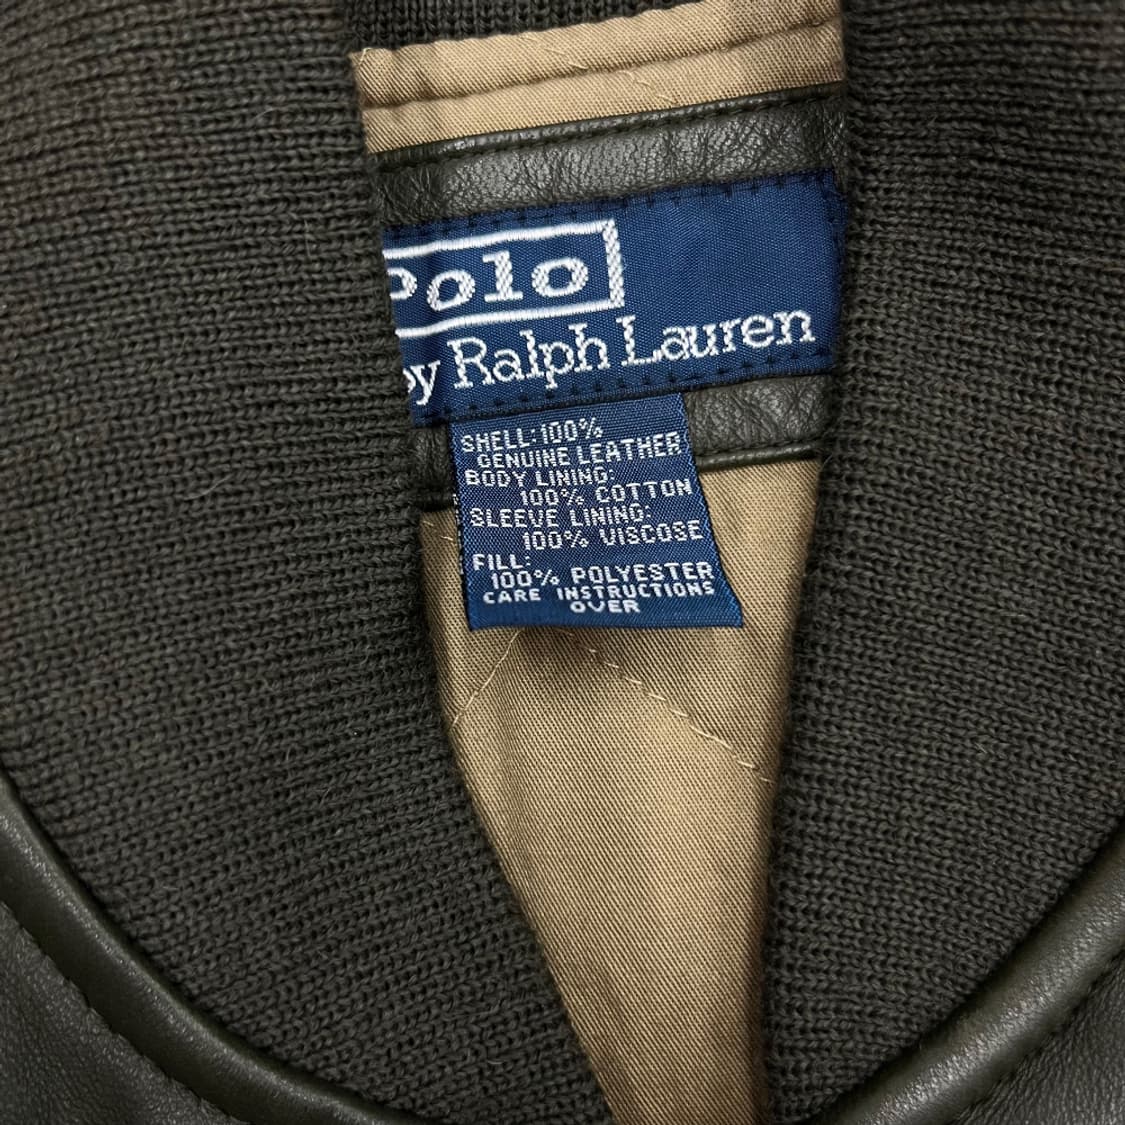 Polo
by Ralph Lauren
SHELL: 100%
GENUINE LEATHER
BODY LINING:
100% COTTON
SLEEVE LINING:
100% VISCOSE
FILL:
100% POLYESTER
CARE INSTRUCTIONS
OVER